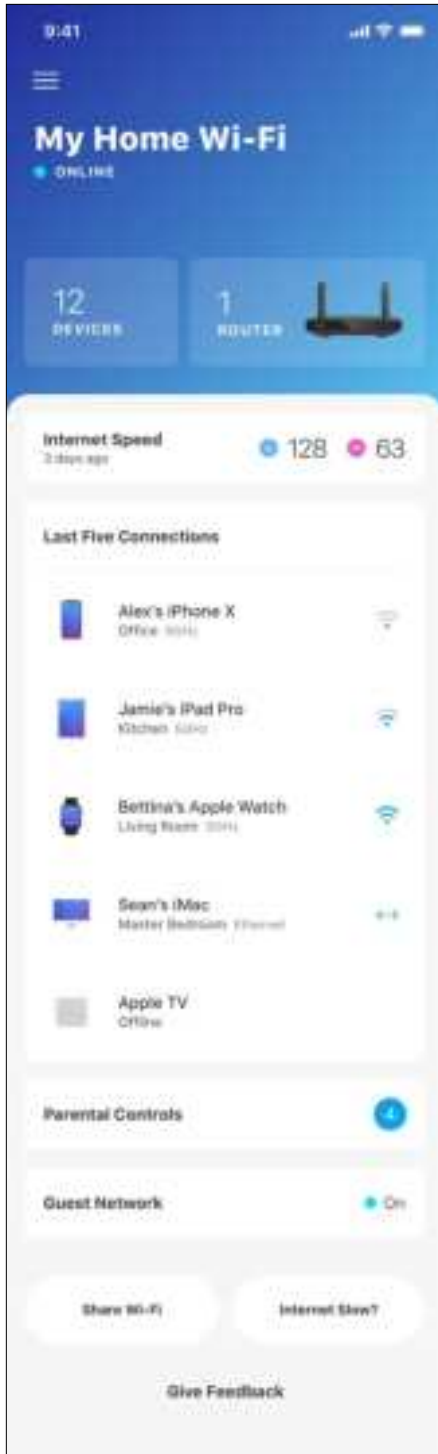 9:41
My Home Wi-Fi
ONLINE
12
DEVICES
1
ROUTER
Internet Speed
3 days ago
128
63
Last Five Connections
Alex's iPhone X
Office
Jamie's iPad Pro
Kitchen
Bettina's Apple Watch
Living Room
Sean's iMac
Master Bedroom Ethernet
Apple TV
Offline
Parental Controls
4
Guest Network
On
Share Wi-Fi
Internet Slow?
Give Feedback